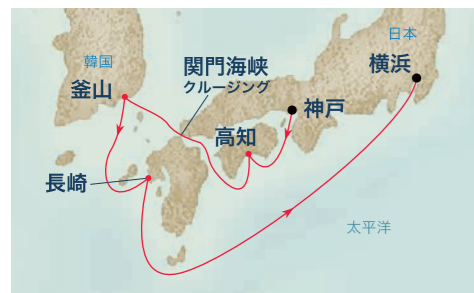 日本
韓国
関門海峡
クルージング
横浜
釜山
神戸
高知
長崎
太平洋